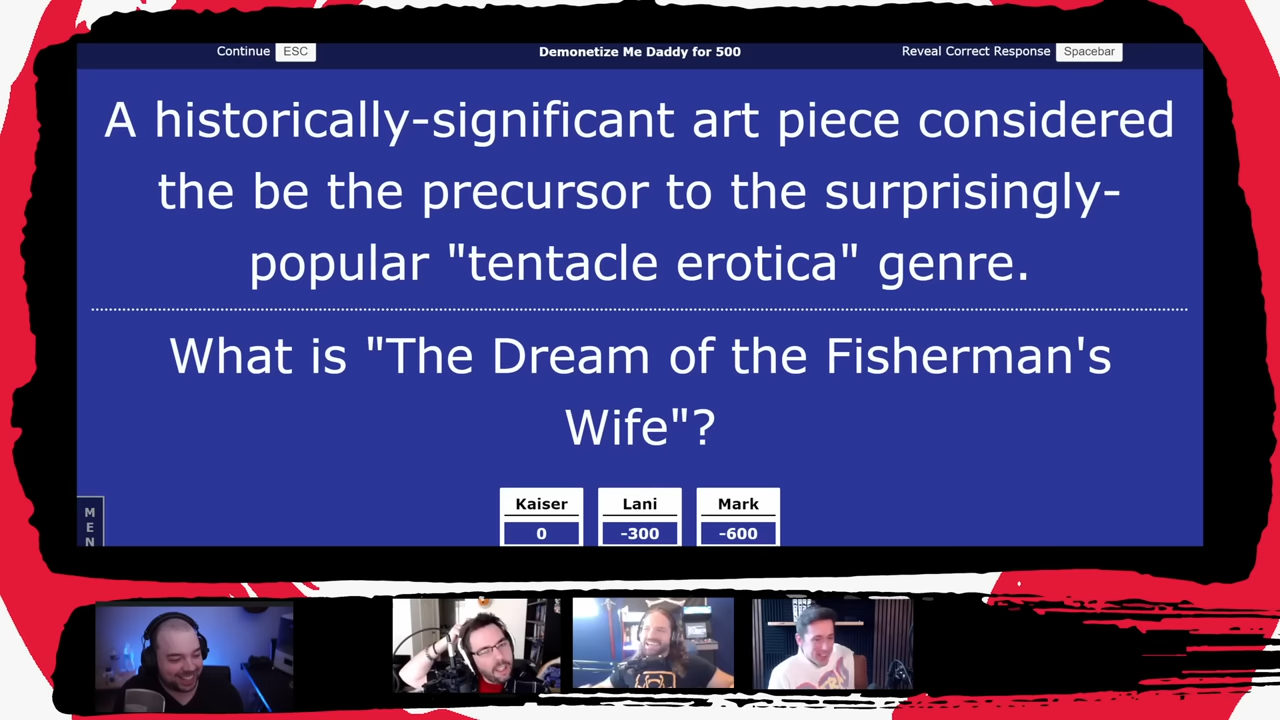 Continue ESC Demonetize Me Daddy for 500 Reveal Correct Response Spacebar
A historically-significant art piece considered
the be the precursor to the surprisingly-
popular "tentacle erotica" genre.
What is "The Dream of the Fisherman's
Wife"?
Kaiser Lani Mark
0 -300 -600
M
E
N